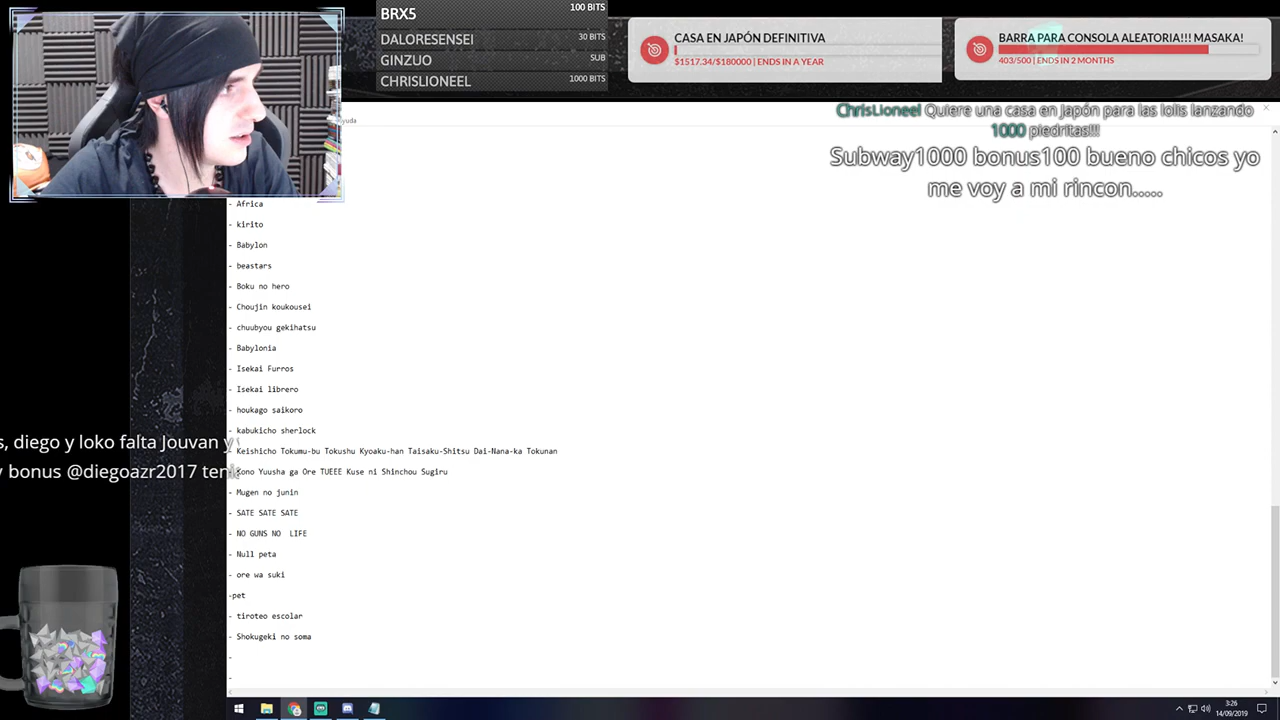 BRX5
100 BITS
DALORESENSEI
30 BITS
GINZUO
SUB
CHRISLIONEEL
1000 BITS
CASA EN JAPÓN DEFINITIVA
$1517.34/$180000 | ENDS IN A YEAR
BARRA PARA CONSOLA ALEATORIA!!! MASAKA!
403/500 | ENDS IN 2 MONTHS
yuda
ChrisLioneel Quiere una casa en Japón para las lolis lanzando
1000 piedritas!!!
Subway1000 bonus100 bueno chicos yo
me voy a mi rincon.....
- Africa
- kirito
- Babylon
- beastars
- Boku no hero
- Choujin koukousei
- chuubyou gekihatsu
- Babylonia
- Isekai Furros
- Isekai librero
- houkago saikoro
- kabukicho sherlock
- Keishicho Tokumu-bu Tokushu Kyoaku-han Taisaku-Shitsu Dai-Nana-ka Tokunan
- Kono Yuusha ga Ore TUEEE Kuse ni Shinchou Sugiru
- Mugen no junin
- SATE SATE SATE
- NO GUNS NO  LIFE
- Null peta
- ore wa suki
-pet
- tiroteo escolar
- Shokugeki no soma
-
-
s, diego y loko falta Jouvan y
y bonus @diegoazr2017 teni
3:26
14/09/2019